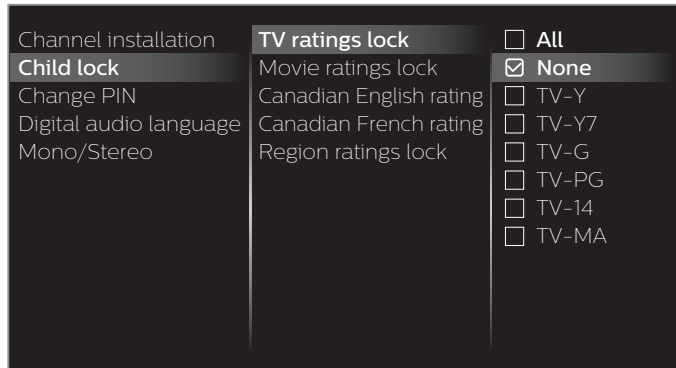 Channel installation
Child lock
Change PIN
Digital audio language
Mono/Stereo
TV ratings lock
Movie ratings lock
Canadian English rating
Canadian French rating
Region ratings lock
All
None
TV-Y
TV-Y7
TV-G
TV-PG
TV-14
TV-MA